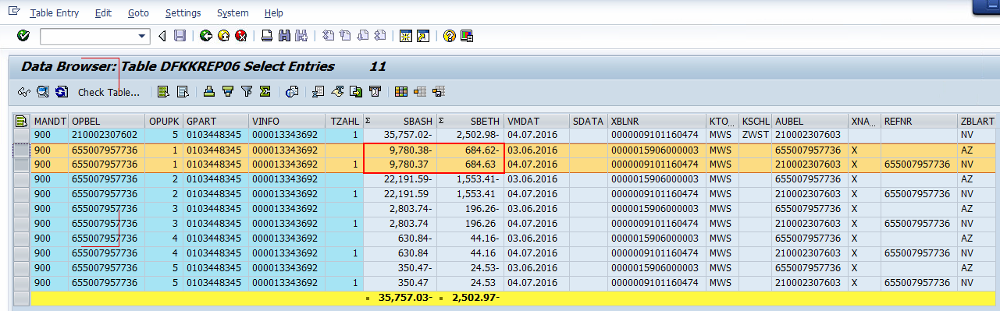 Table Entry Edit Goto Settings System Help
Data Browser: Table DFKKREP06 Select Entries 11
Check Table...
MANDT OPBEL OPUPK GPART VINFO TZAHL Σ SBASH Σ SBETH VMDAT SDATA XBLNR KTO... KSCHL AUBEL XNA... REFNR ZBLART
900 210002307602 5 0103448345 000013343692 1 35,757.02- 2,502.98- 04.07.2016 0000009101160474 MWS ZWST 210002307603 NV
900 655007957736 1 0103448345 000013343692 9,780.38- 684.62- 03.06.2016 0000015906000003 MWS 655007957736 X AZ
900 655007957736 1 0103448345 000013343692 1 9,780.37 684.63 04.07.2016 0000009101160474 MWS 210002307603 X 655007957736 NV
900 655007957736 2 0103448345 000013343692 22,191.59- 1,553.41- 03.06.2016 0000015906000003 MWS 655007957736 X AZ
900 655007957736 2 0103448345 000013343692 1 22,191.59 1,553.41 04.07.2016 0000009101160474 MWS 210002307603 X 655007957736 NV
900 655007957736 3 0103448345 000013343692 2,803.74- 196.26- 03.06.2016 0000015906000003 MWS 655007957736 X AZ
900 655007957736 3 0103448345 000013343692 1 2,803.74 196.26 04.07.2016 0000009101160474 MWS 210002307603 X 655007957736 NV
900 655007957736 4 0103448345 000013343692 630.84- 44.16- 03.06.2016 0000015906000003 MWS 655007957736 X AZ
900 655007957736 4 0103448345 000013343692 1 630.84 44.16 04.07.2016 0000009101160474 MWS 210002307603 X 655007957736 NV
900 655007957736 5 0103448345 000013343692 350.47- 24.53- 03.06.2016 0000015906000003 MWS 655007957736 X AZ
900 655007957736 5 0103448345 000013343692 1 350.47 24.53 04.07.2016 0000009101160474 MWS 210002307603 X 655007957736 NV
35,757.03- 2,502.97-